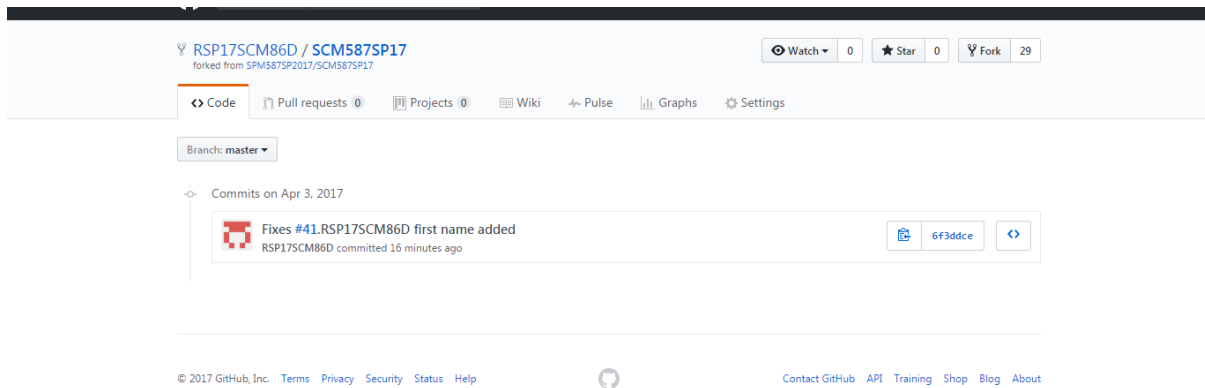 RSP17SCM86D / SCM587SP17
forked from SPM587SP2017/SCM587SP17
Watch 0 Star 0 Fork 29
Code Pull requests 0 Projects 0 Wiki Pulse Graphs Settings
Branch: master
Commits on Apr 3, 2017
Fixes #41.RSP17SCM86D first name added
RSP17SCM86D committed 16 minutes ago
6f3ddce
© 2017 GitHub, Inc. Terms Privacy Security Status Help Contact GitHub API Training Shop Blog About